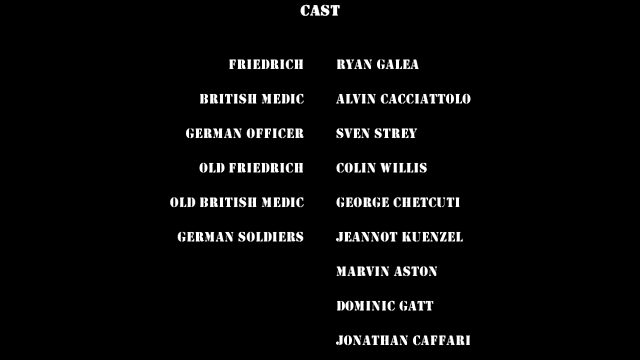 CAST
FRIEDRICH RYAN GALEA
BRITISH MEDIC ALVIN CACCIATTOLO
GERMAN OFFICER SVEN STREY
OLD FRIEDRICH COLIN WILLIS
OLD BRITISH MEDIC GEORGE CHETCUTI
GERMAN SOLDIERS JEANNOT KUENZEL
MARVIN ASTON
DOMINIC GATT
JONATHAN CAFFARI